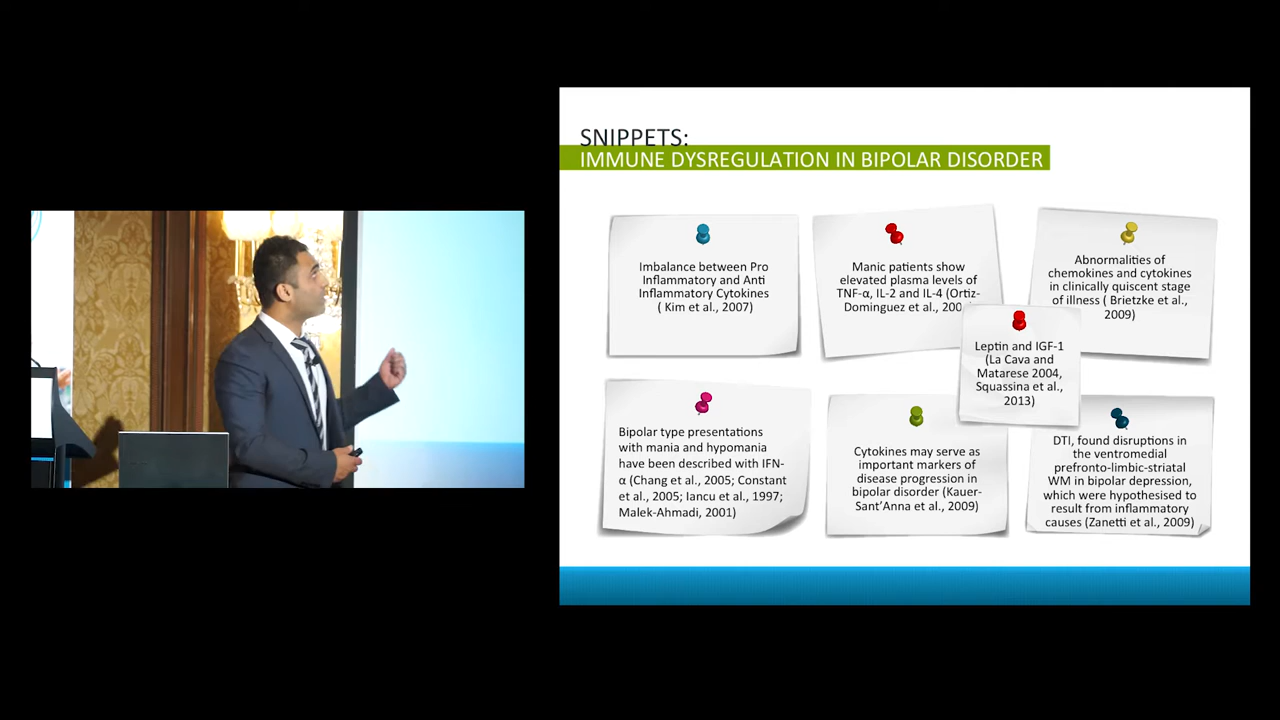 SNIPPETS:
IMMUNE DYSREGULATION IN BIPOLAR DISORDER
Imbalance between Pro
Inflammatory and Anti
Inflammatory Cytokines
( Kim et al., 2007)
Manic patients show
elevated plasma levels of
TNF-α, IL-2 and IL-4 (Ortiz-
Dominguez et al.,
Abnormalities of
chemokines and cytokines
in clinically quiscent stage
of illness ( Brietzke et al.,
2009)
Leptin and IGF-1
(La Cava and
Matarese 2004,
Squassina et al.,
2013)
Bipolar type presentations
with mania and hypomania
have been described with IFN-
α (Chang et al., 2005; Constant
et al., 2005; Iancu et al., 1997;
Malek-Ahmadi, 2001)
Cytokines may serve as
important markers of
disease progression in
bipolar disorder (Kauer-
Sant’Anna et al., 2009)
DTI, found disruptions in
the ventromedial
prefronto-limbic-striatal
WM in bipolar depression,
which were hypothesised to
result from inflammatory
causes (Zanetti et al., 2009)